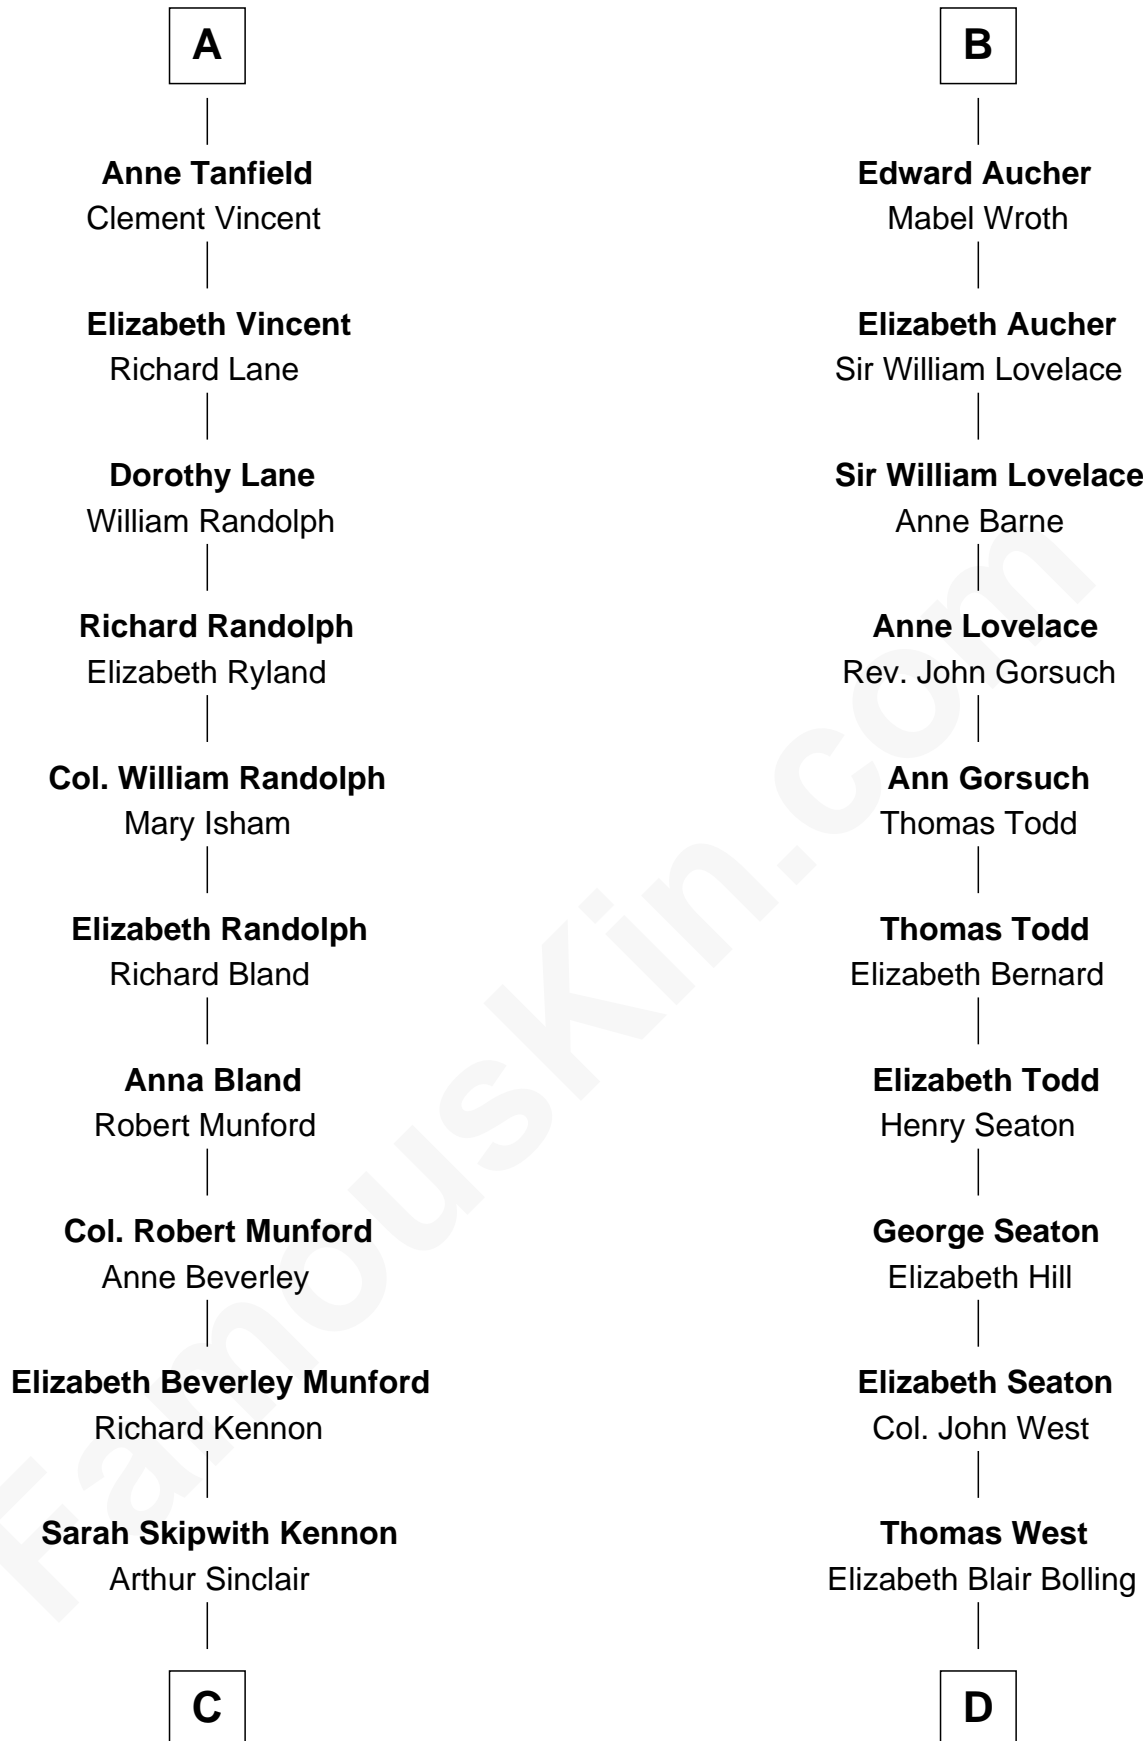 A
Anne Tanfield
Clement Vincent
Elizabeth Vincent
Richard Lane
Dorothy Lane
William Randolph
Richard Randolph
Elizabeth Ryland
Col. William Randolph
Mary Isham
Elizabeth Randolph
Richard Bland
Anna Bland
Robert Munford
Col. Robert Munford
Anne Beverley
Elizabeth Beverley Munford
Richard Kennon
Sarah Skipwith Kennon
Arthur Sinclair
C
B
Edward Aucher
Mabel Wroth
Elizabeth Aucher
Sir William Lovelace
Sir William Lovelace
Anne Barne
Anne Lovelace
Rev. John Gorsuch
Ann Gorsuch
Thomas Todd
Thomas Todd
Elizabeth Bernard
Elizabeth Todd
Henry Seaton
George Seaton
Elizabeth Hill
Elizabeth Seaton
Col. John West
Thomas West
Elizabeth Blair Bolling
D
FamousKin.com